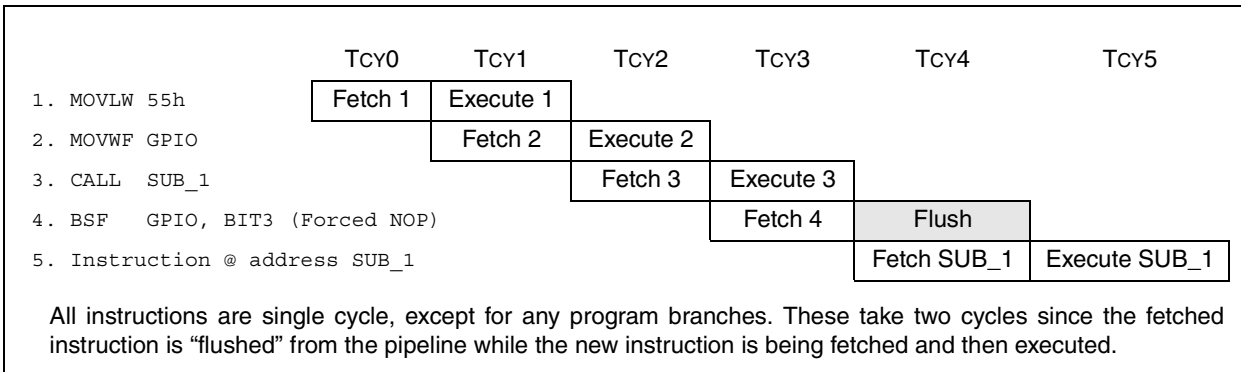 TCY0 TCY1 TCY2 TCY3 TCY4 TCY5
1. MOVLW 55h Fetch 1 Execute 1
2. MOVWF GPIO Fetch 2 Execute 2
3. CALL SUB_1 Fetch 3 Execute 3
4. BSF GPIO, BIT3 (Forced NOP) Fetch 4 Flush
5. Instruction @ address SUB_1 Fetch SUB_1 Execute SUB_1
All instructions are single cycle, except for any program branches. These take two cycles since the fetched
instruction is “flushed” from the pipeline while the new instruction is being fetched and then executed.